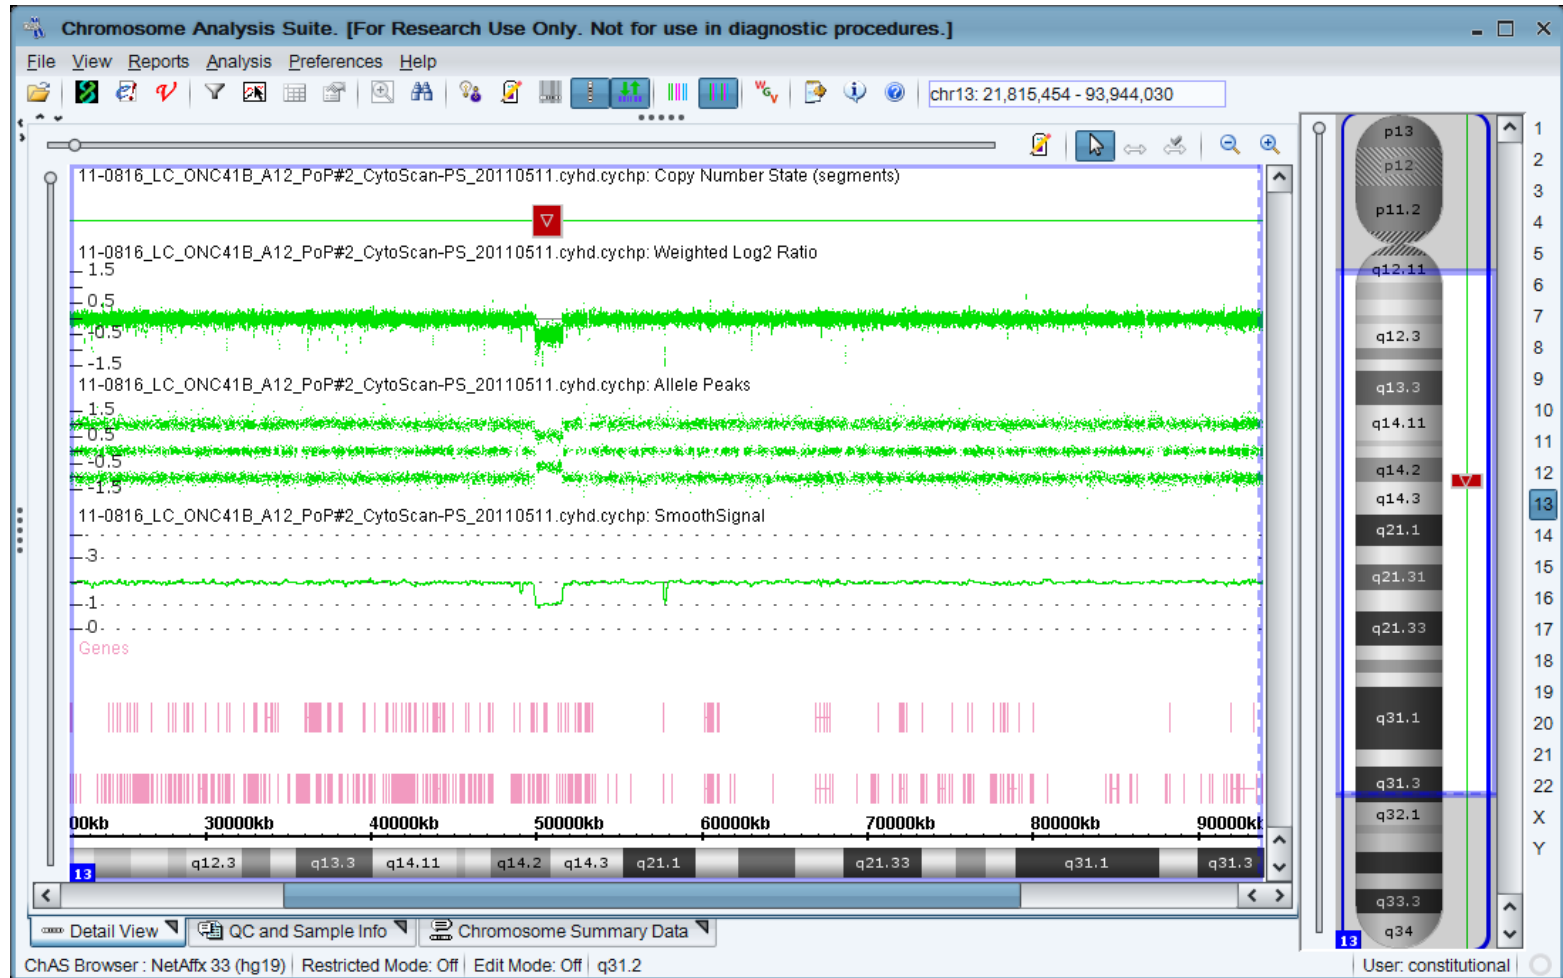 Chromosome Analysis Suite. [For Research Use Only. Not for use in diagnostic procedures.]
File View Reports Analysis Preferences Help
chr13: 21,815,454 - 93,944,030
11-0816_LC_ONC41B_A12_PoP#2_CytoScan-PS_20110511.cyhd.cychp: Copy Number State (segments)
11-0816_LC_ONC41B_A12_PoP#2_CytoScan-PS_20110511.cyhd.cychp: Weighted Log2 Ratio
1.5
0.5
-0.5
-1.5
11-0816_LC_ONC41B_A12_PoP#2_CytoScan-PS_20110511.cyhd.cychp: Allele Peaks
1.5
0.5
-0.5
-1.5
11-0816_LC_ONC41B_A12_PoP#2_CytoScan-PS_20110511.cyhd.cychp: SmoothSignal
3
1
0
Genes
00kb 30000kb 40000kb 50000kb 60000kb 70000kb 80000kb 90000k
q12.3 q13.3 q14.11 q14.2 q14.3 q21.1 q21.33 q31.1 q31.3
13
p13
p12
p11.2
q12.11
q12.3
q13.3
q14.11
q14.2
q14.3
q21.1
q21.31
q21.33
q31.1
q31.3
q32.1
q33.3
q34
13
1
2
3
4
5
6
7
8
9
10
11
12
13
14
15
16
17
18
19
20
21
22
X
Y
Detail View QC and Sample Info Chromosome Summary Data
ChAS Browser : NetAffx 33 (hg19) Restricted Mode: Off Edit Mode: Off q31.2 User: constitutional